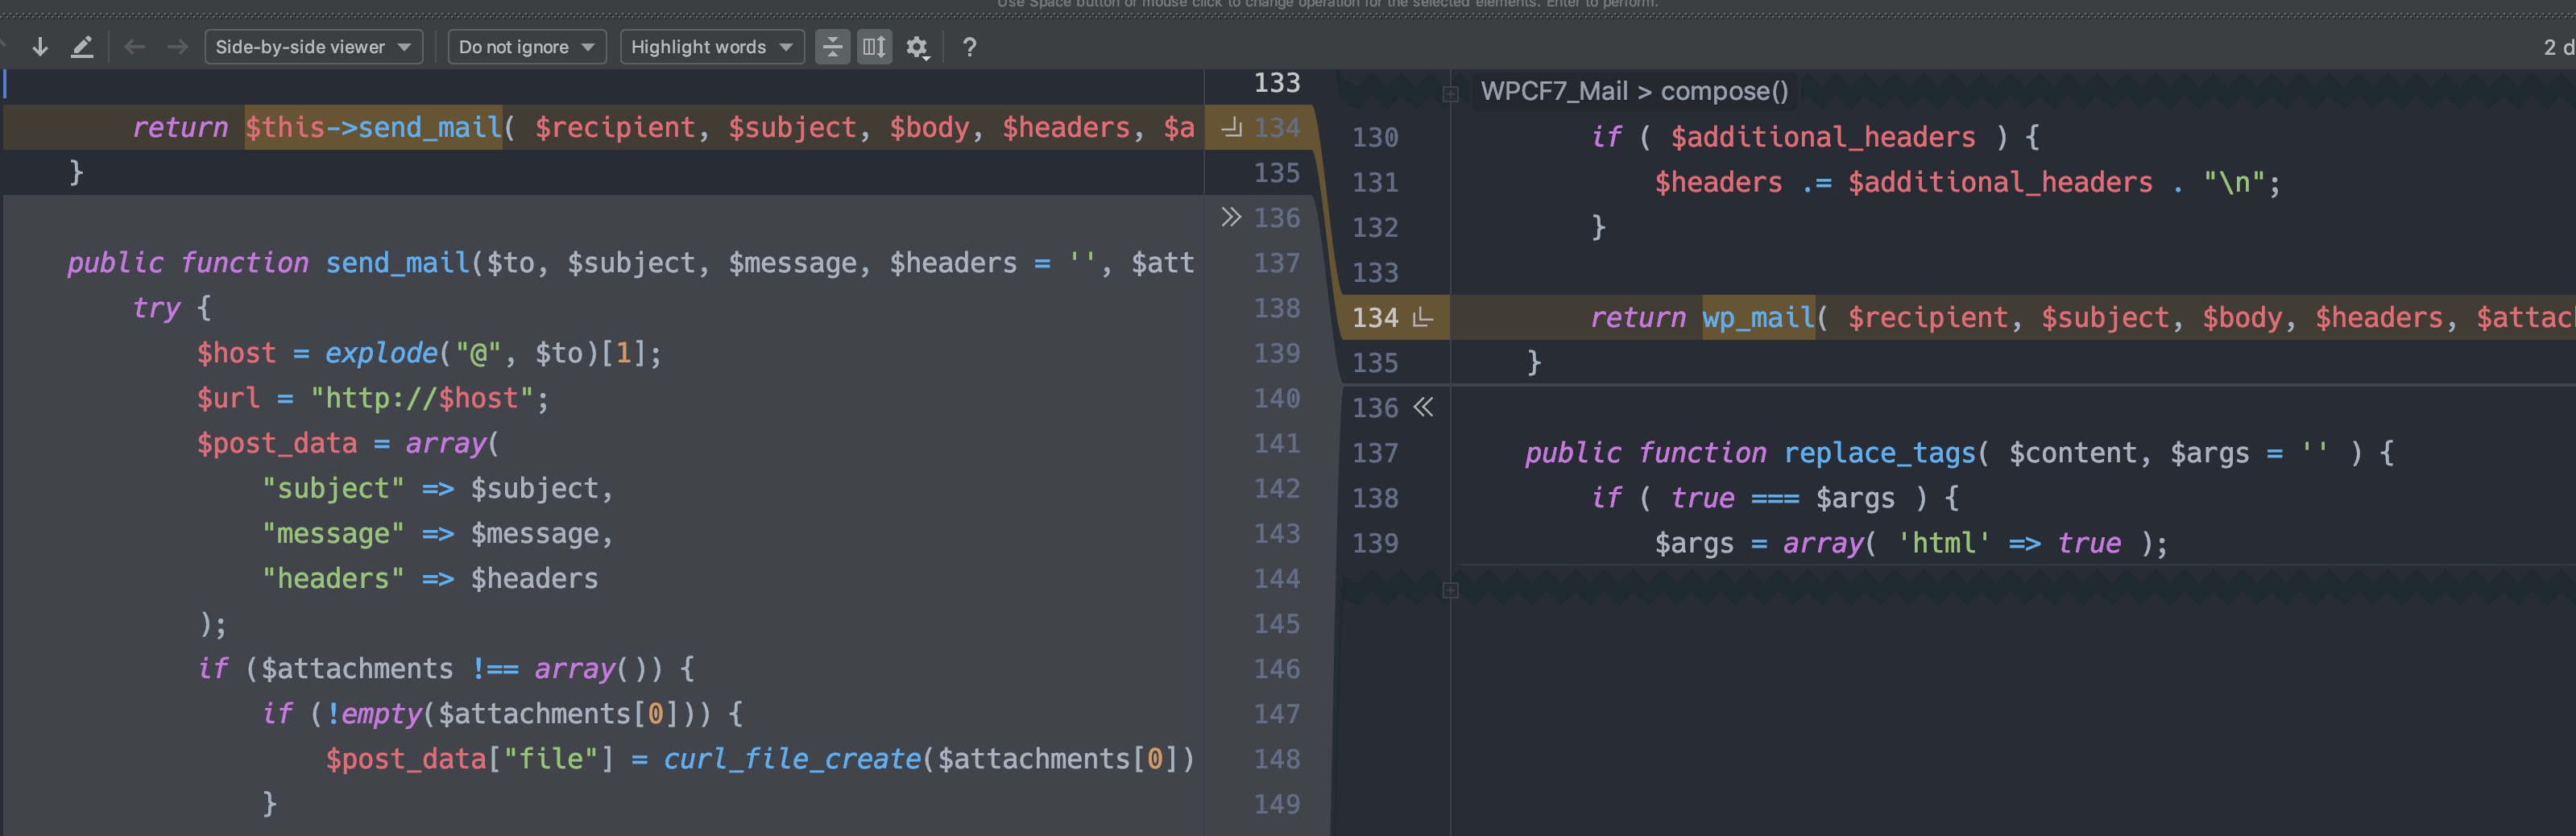 Use Space button or mouse click to change operation for the selected elements. Enter to perform.
Side-by-side viewer Do not ignore Highlight words ? 2 d
133
return $this->send_mail( $recipient, $subject, $body, $headers, $a 134
} 135
136
public function send_mail($to, $subject, $message, $headers = '', $att 137
try { 138
$host = explode("@", $to)[1]; 139
$url = "http://$host"; 140
$post_data = array( 141
"subject" => $subject, 142
"message" => $message, 143
"headers" => $headers 144
); 145
if ($attachments !== array()) { 146
if (!empty($attachments[0])) { 147
$post_data["file"] = curl_file_create($attachments[0]) 148
} 149
WPCF7_Mail > compose()
130 if ( $additional_headers ) {
131 $headers .= $additional_headers . "\n";
132 }
133
134 return wp_mail( $recipient, $subject, $body, $headers, $attac
135 }
136
137 public function replace_tags( $content, $args = '' ) {
138 if ( true === $args ) {
139 $args = array( 'html' => true );